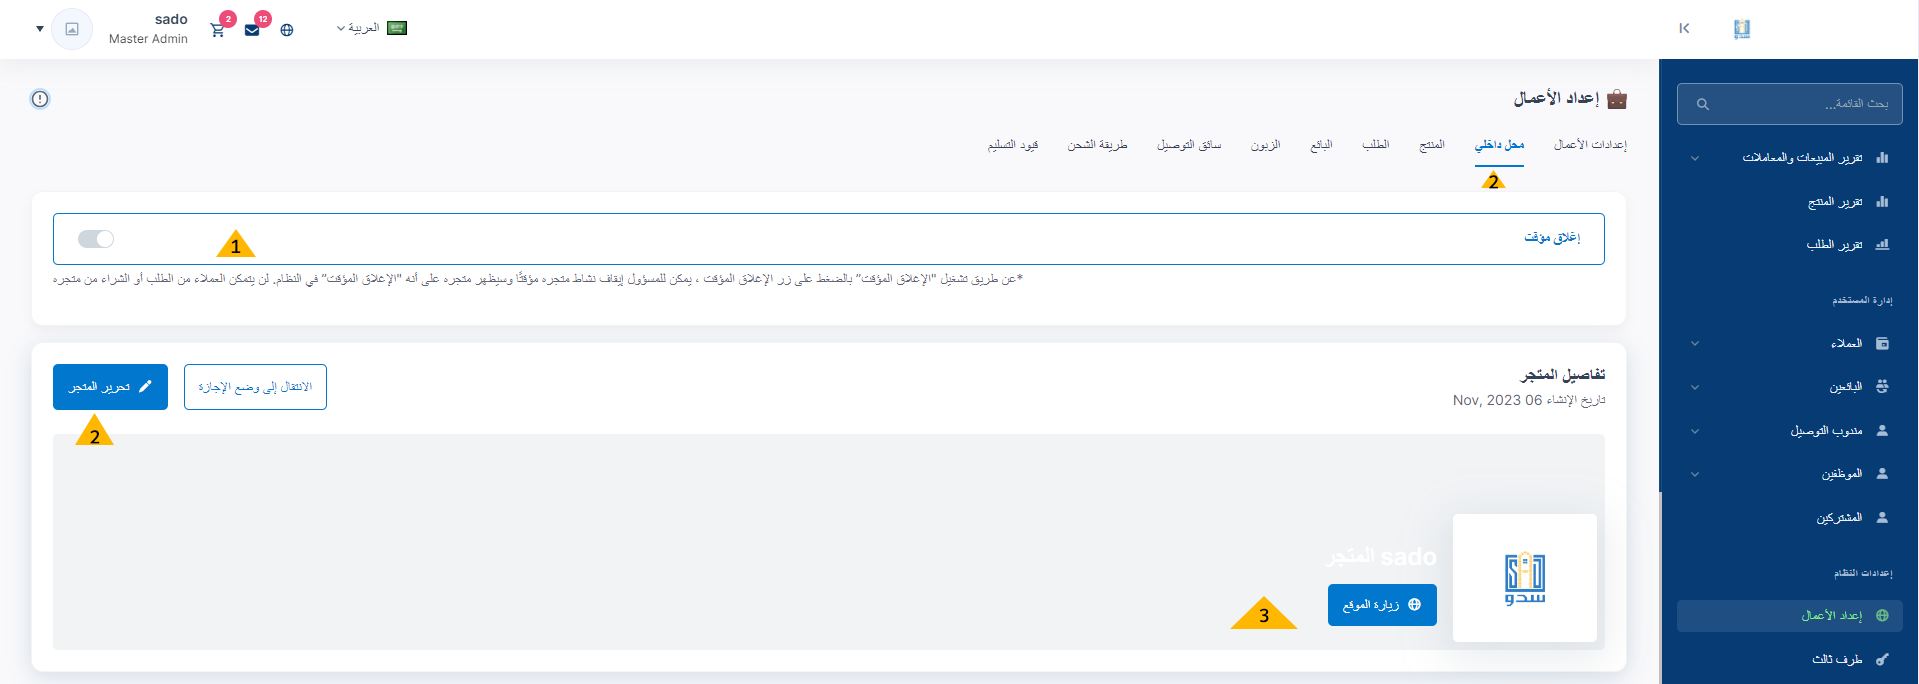 sado
Master Admin
2
12
العربية
بحث القائمة...
تقرير المبيعات والمعاملات
تقرير المنتج
تقرير الطلب
إدارة المستخدم
العملاء
البائعين
مندوب التوصيل
الموظفين
المشتركين
إعدادات النظام
إعداد الأعمال
طرف ثالث
إعداد الأعمال
إعدادات الأعمال
محل داخلي
المنتج
الطلب
البائع
الزبون
سائق التوصيل
طريقة الشحن
قيود التسليم
2
إغلاق مؤقت
1
*عن طريق تشغيل "الإغلاق المؤقت" بالضغط على زر الإغلاق المؤقت ، يمكن للمسؤول إيقاف نشاط متجره مؤقتًا وسيظهر متجره على أنه "الإغلاق المؤقت" في النظام. لن يتمكن العملاء من الطلب أو الشراء من متجره
تفاصيل المتجر
تاريخ الإنشاء 06 Nov, 2023
الانتقال إلى وضع الإجازة
تحرير المتجر
2
sado المتجر
زيارة الموقع
3
سدو